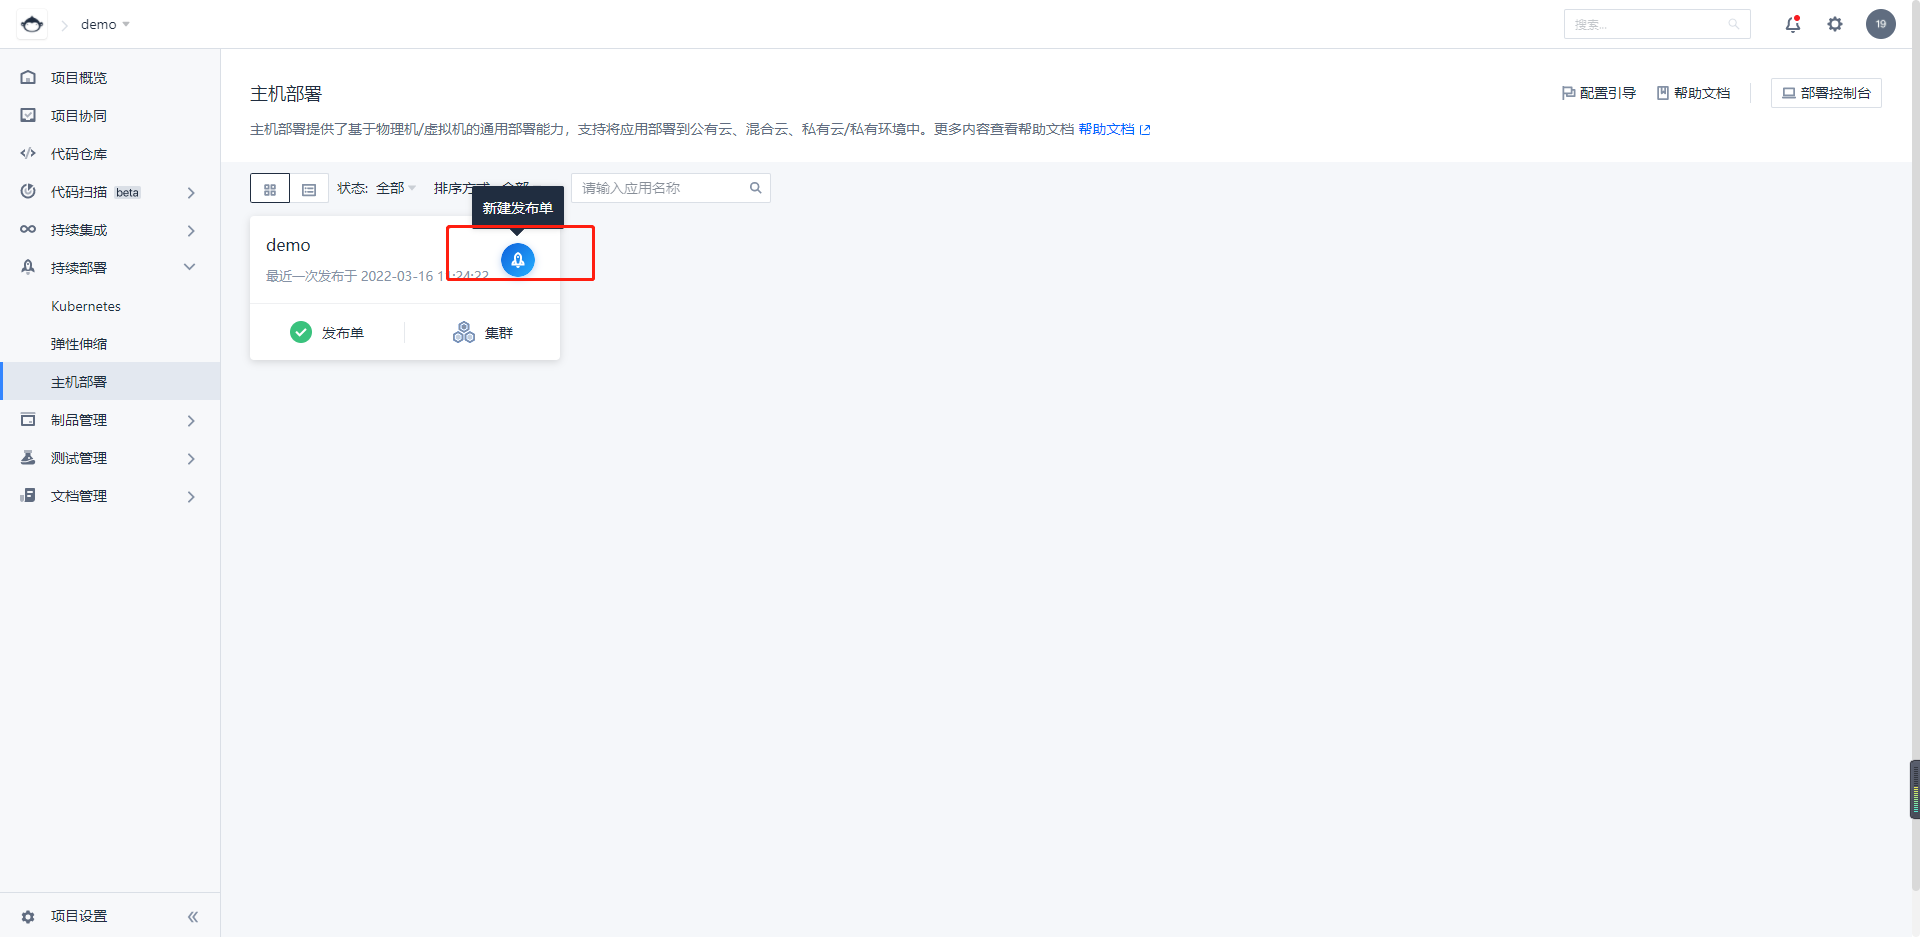 demo
搜索...
19
项目概览
项目协同
代码仓库
代码扫描 beta
持续集成
持续部署
Kubernetes
弹性伸缩
主机部署
制品管理
测试管理
文档管理
项目设置
主机部署
配置引导
帮助文档
部署控制台
主机部署提供了基于物理机/虚拟机的通用部署能力，支持将应用部署到公有云、混合云、私有云/私有环境中。更多内容查看帮助文档 帮助文档
状态: 全部
排序方式 全部
请输入应用名称
新建发布单
demo
最近一次发布于 2022-03-16 1:24:22
发布单
集群